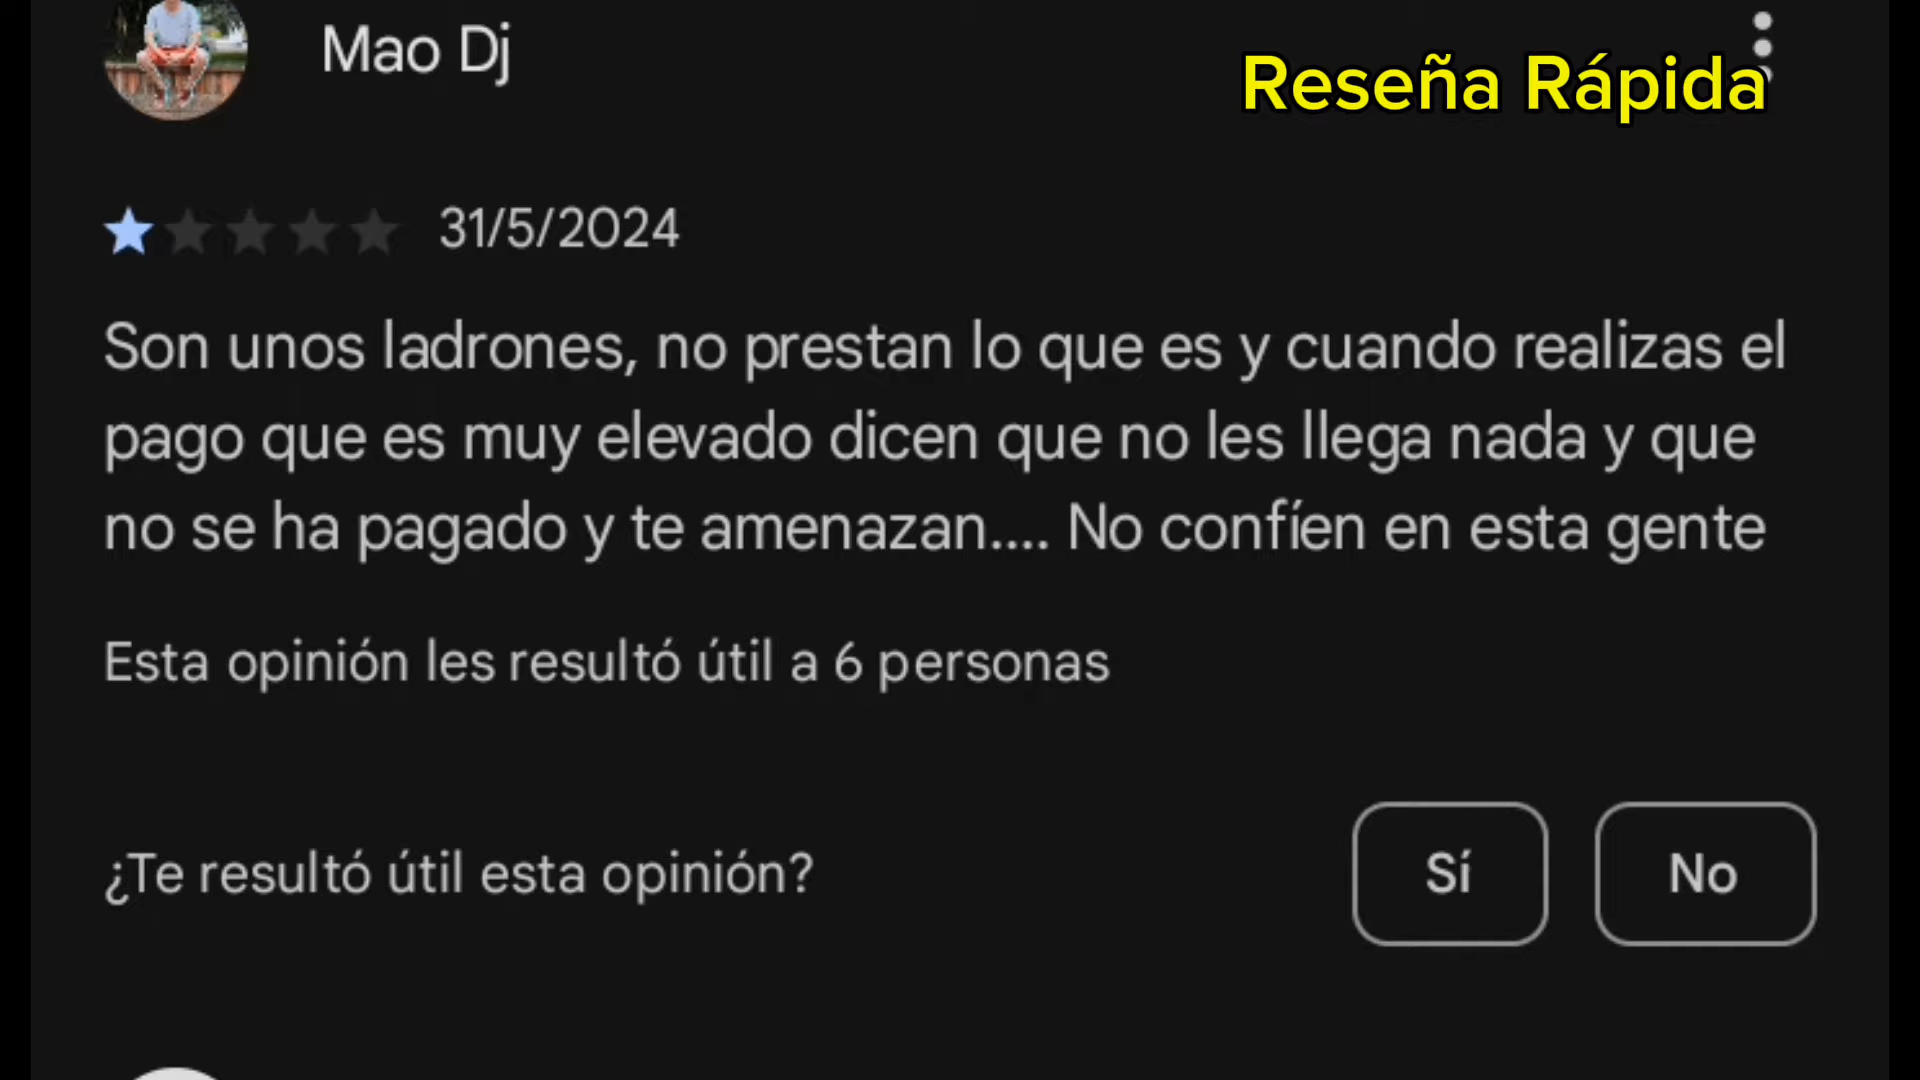 Mao Dj
Reseña Rápida
31/5/2024
Son unos ladrones, no prestan lo que es y cuando realizas el
pago que es muy elevado dicen que no les llega nada y que
no se ha pagado y te amenazan.... No confíen en esta gente
Esta opinión les resultó útil a 6 personas
¿Te resultó útil esta opinión?
Sí
No